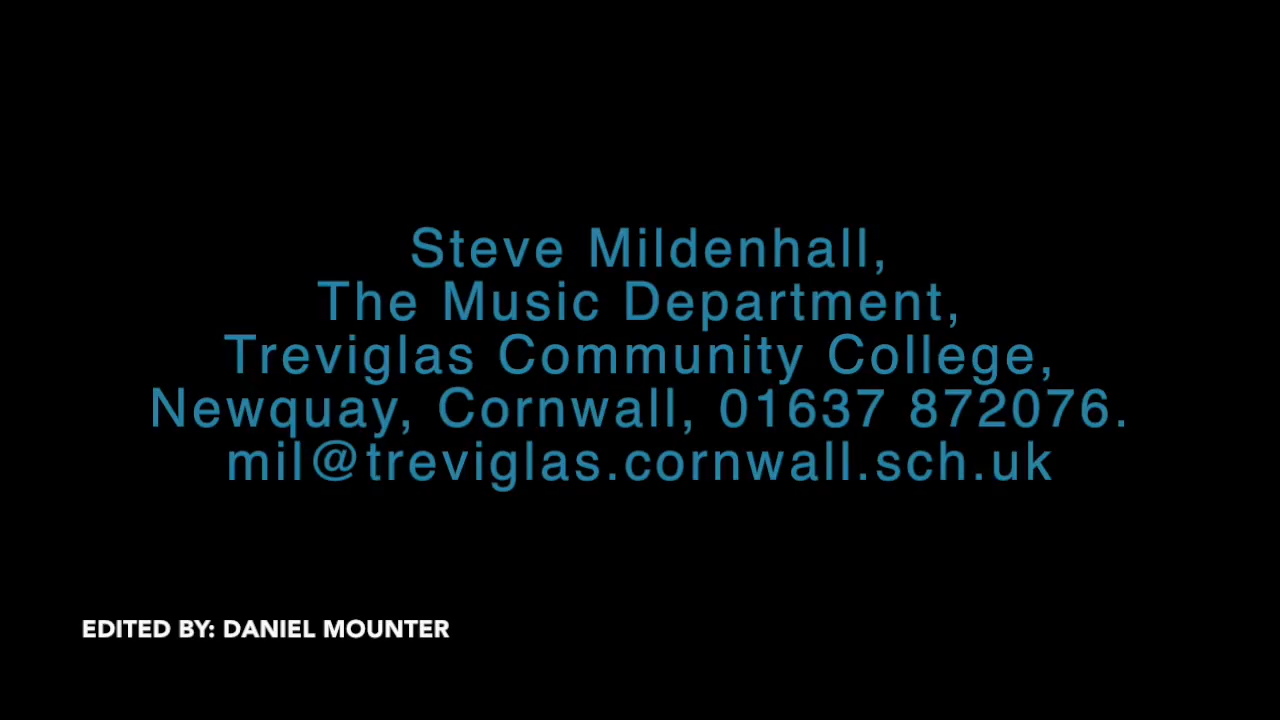 Steve Mildenhall,
The Music Department,
Treviglas Community College,
Newquay, Cornwall, 01637 872076.
mil@treviglas.cornwall.sch.uk
EDITED BY: DANIEL MOUNTER